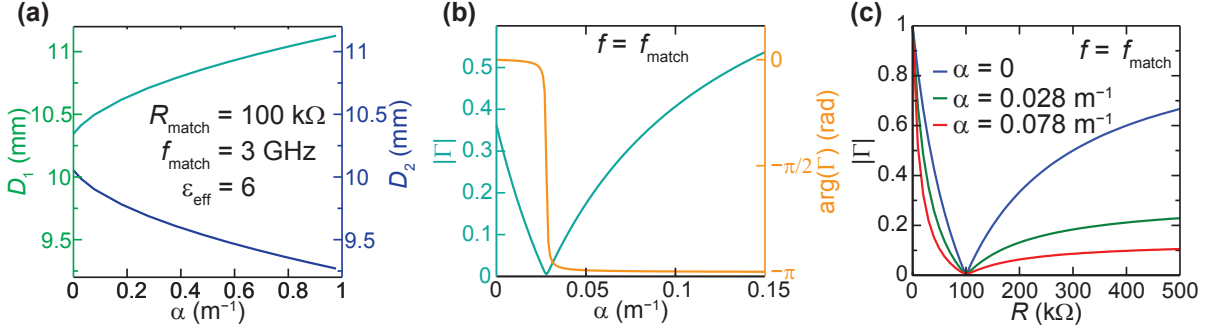 (a)
11
10.5
10
9.5
D1 (mm)
11
10.5
10
9.5
D2 (mm)
Rmatch = 100 kΩ
fmatch = 3 GHz
εeff = 6
0 0.2 0.4 0.6 0.8 1
α (m⁻¹)
(b)
f = fmatch
0.5
0.4
0.3
0.2
0.1
0
|Γ|
0
−π/2
−π
arg(Γ) (rad)
0 0.05 0.1 0.15
α (m⁻¹)
(c)
f = fmatch
α = 0
α = 0.028 m⁻¹
α = 0.078 m⁻¹
1
0.8
0.6
0.4
0.2
0
|Γ|
0 100 200 300 400 500
R (kΩ)